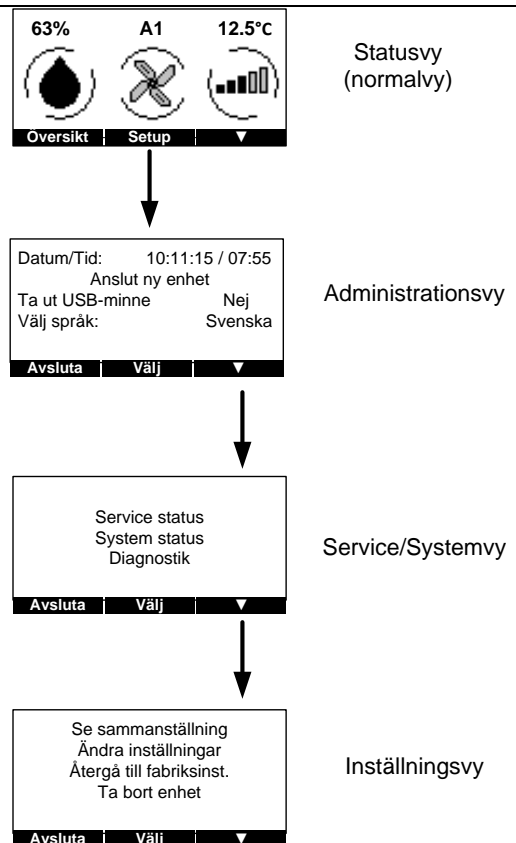 63% A1 12.5°C
Översikt Setup ▼
Statusvy
(normalvy)
Datum/Tid: 10:11:15 / 07:55
Anslut ny enhet
Ta ut USB-minne Nej
Välj språk: Svenska
Avsluta Välj ▼
Administrationsvy
Service status
System status
Diagnostik
Avsluta Välj ▼
Service/Systemvy
Se sammanställning
Ändra inställningar
Återgå till fabriksinst.
Ta bort enhet
Avsluta Välj ▼
Inställningsvy